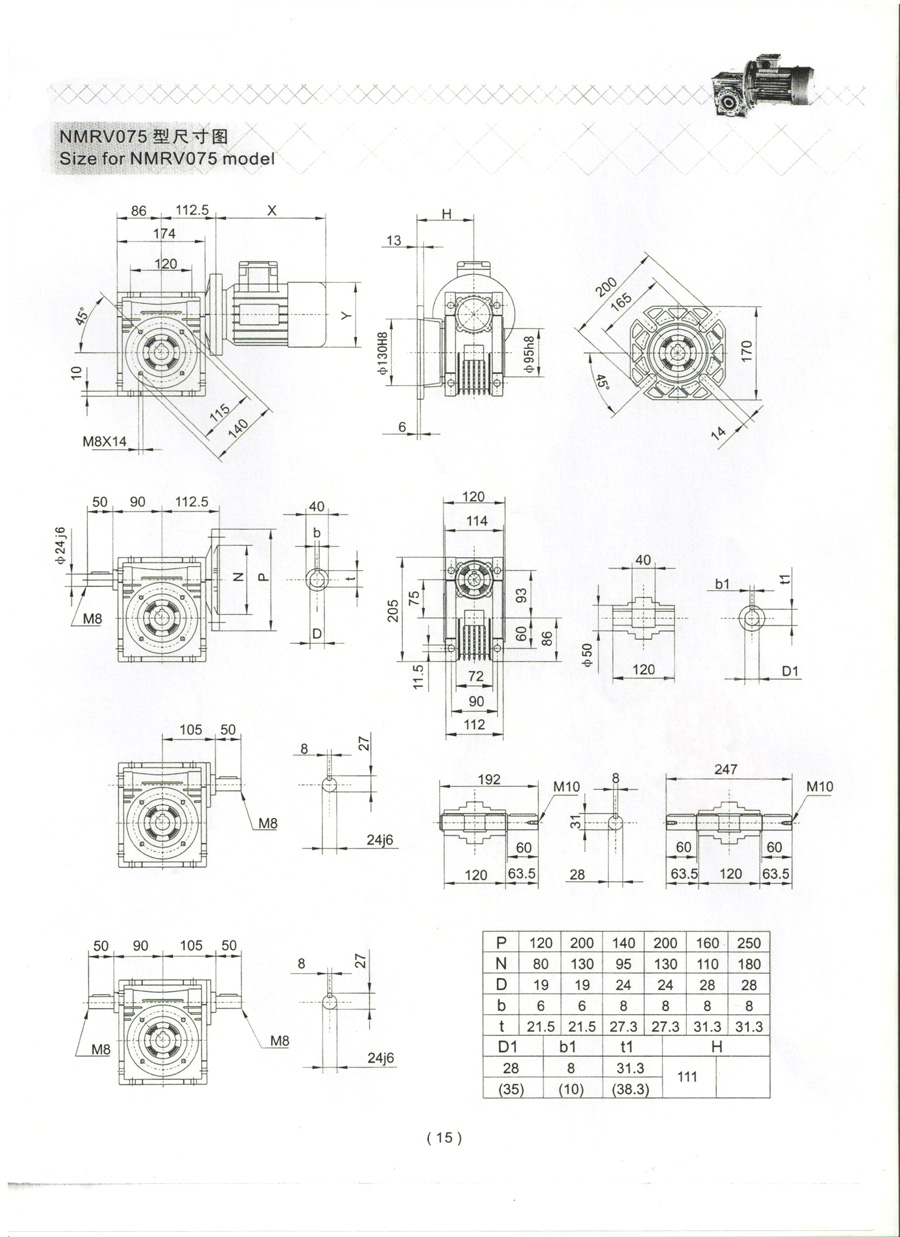 NMRV075 型尺寸图
Size for NMRV075 model
86 112.5 X
174
120
45°
10
M8X14
115
140
Y
H
13
ф130H8
ф95h8
6
200
165
45°
170
14
50 90 112.5
ф24j6
M8
N
P
40
b
t
D
120
114
205
75
11.5
93
60
86
72
90
112
40
ф50
120
b1
t1
D1
105 50
M8
8
27
24j6
192
M10
60
120 63.5
8
31
28
247
M10
60 60
63.5 120 63.5
50 90 105 50
M8
M8
8
27
24j6
P 120 200 140 200 160 250
N 80 130 95 130 110 180
D 19 19 24 24 28 28
b 6 6 8 8 8 8
t 21.5 21.5 27.3 27.3 31.3 31.3
D1 b1 t1 H
28 8 31.3 111
(35) (10) (38.3)
( 15 )